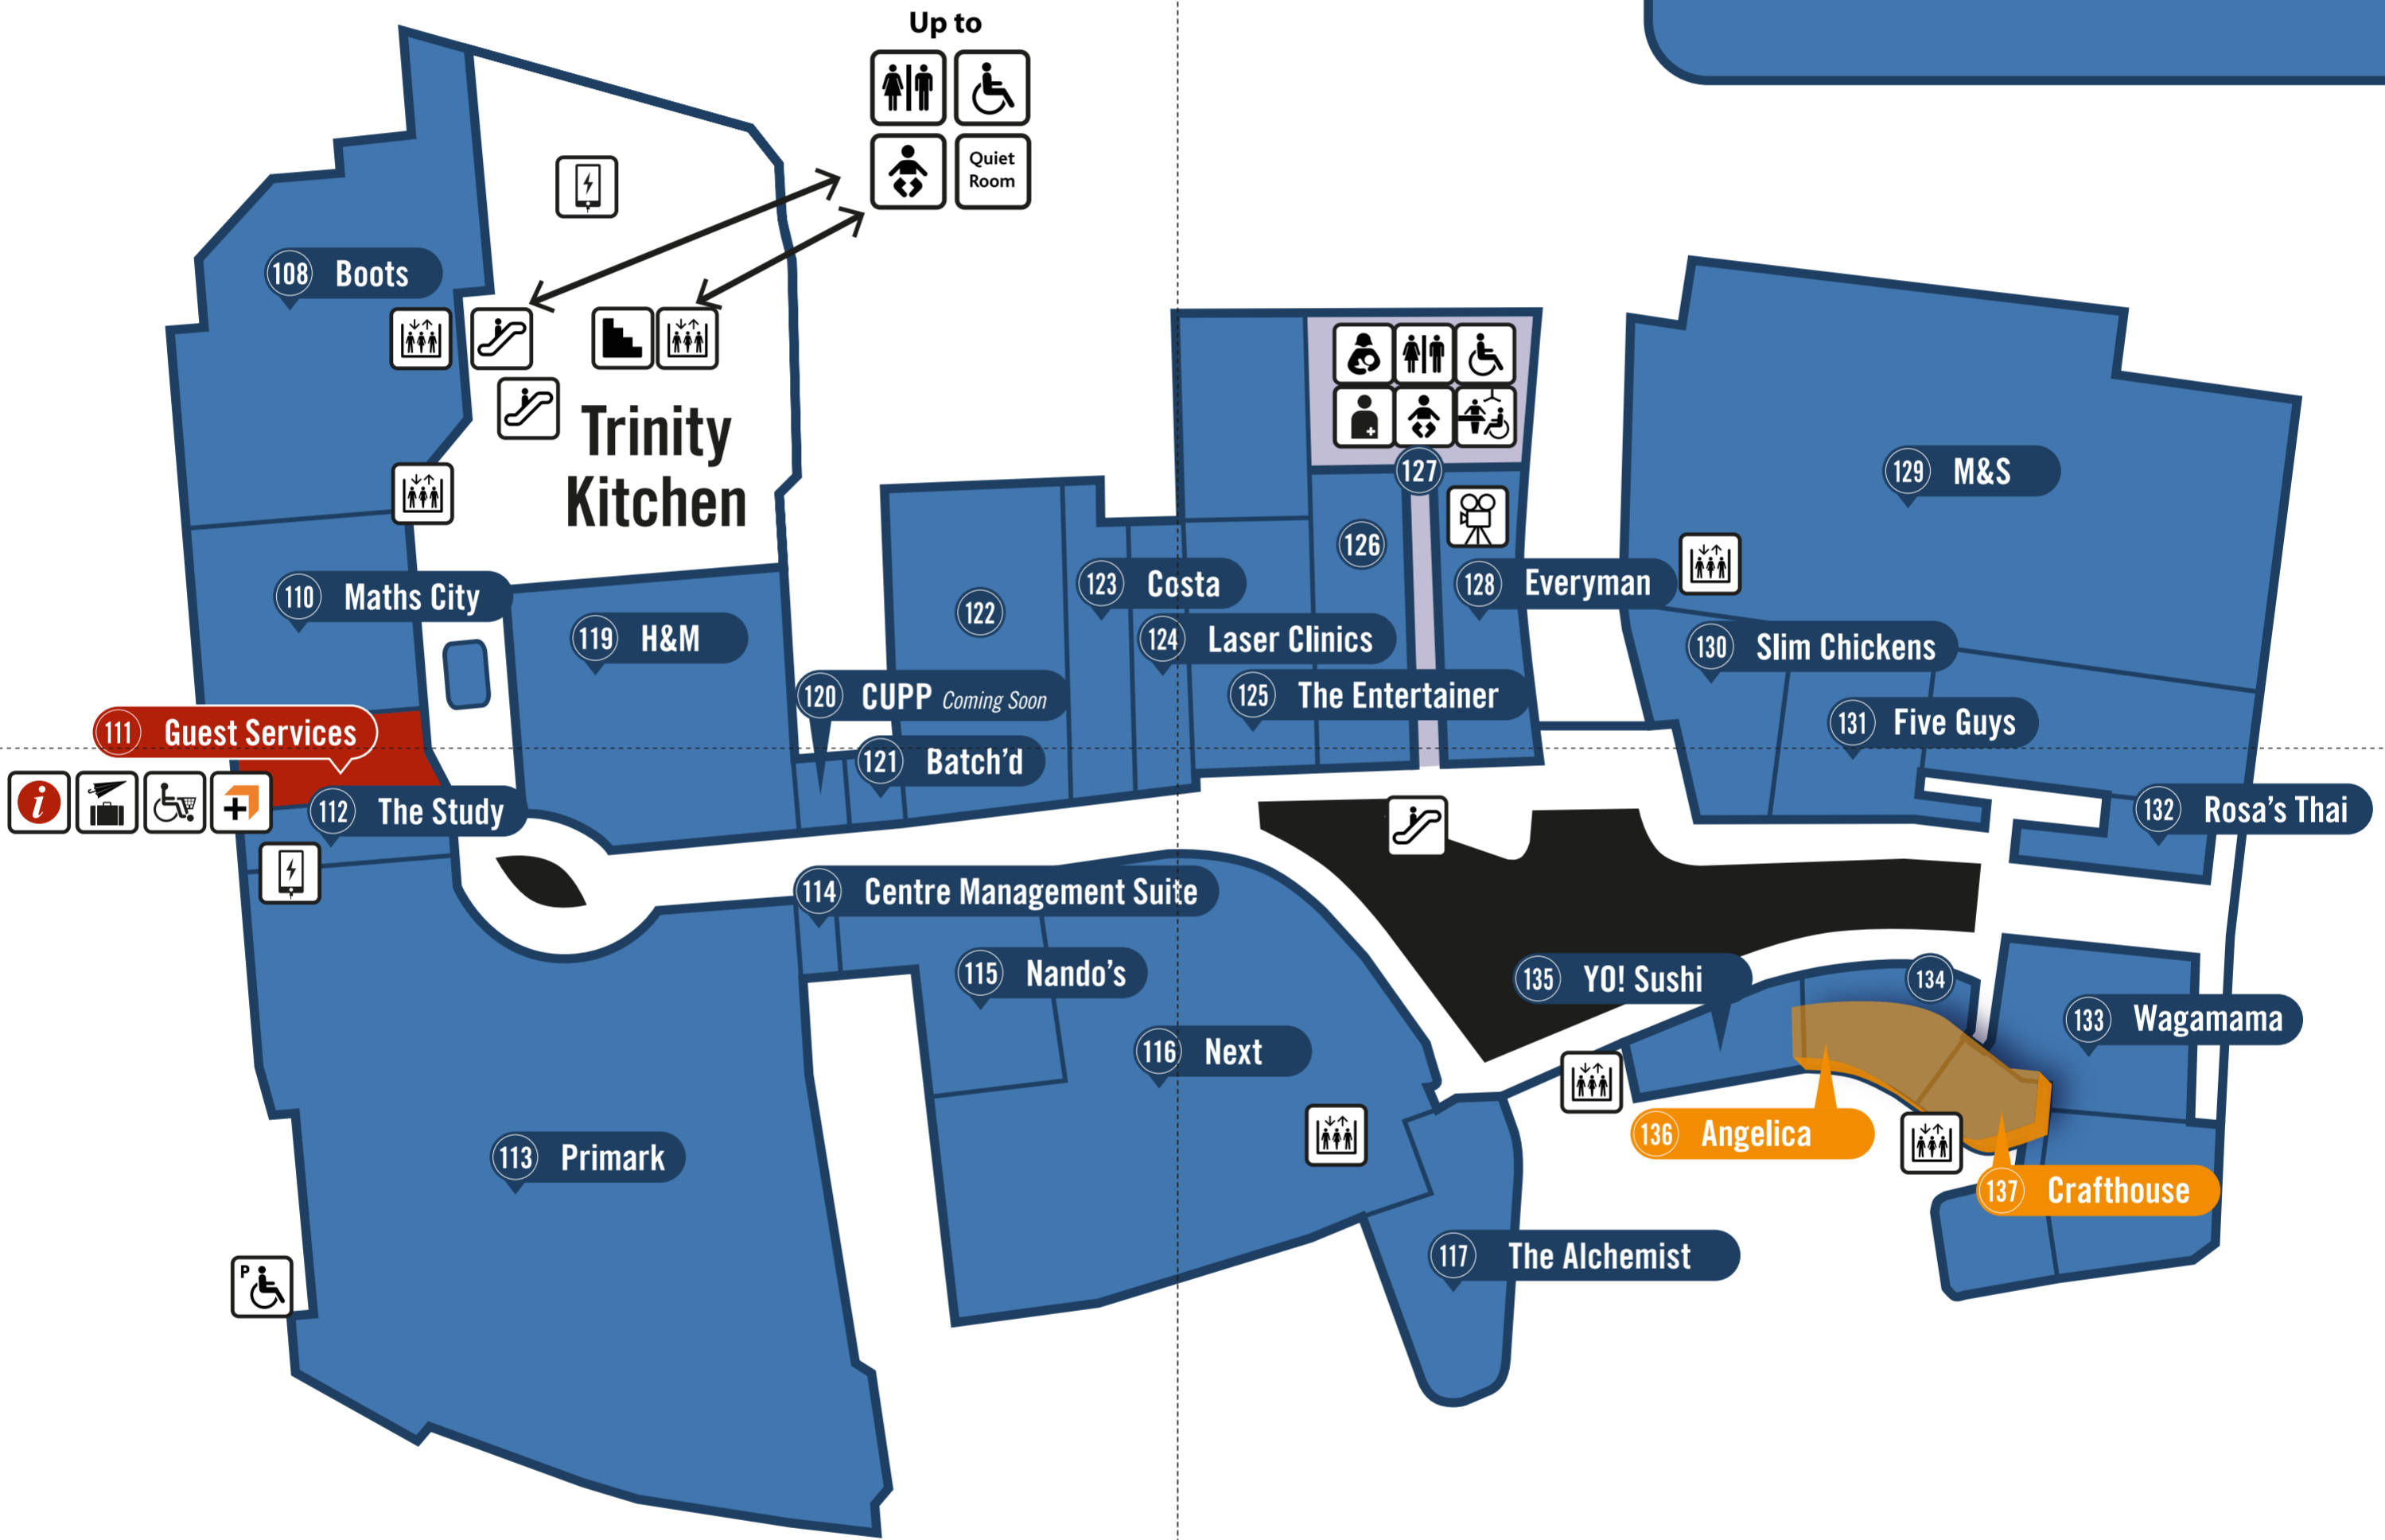 Up to
Quiet
Room
108 Boots
Trinity
Kitchen
127
129 M&S
126
110 Maths City
119 H&M
122
123 Costa
128 Everyman
124 Laser Clinics
130 Slim Chickens
120 CUPP Coming Soon
125 The Entertainer
111 Guest Services
121 Batch’d
131 Five Guys
i
112 The Study
132 Rosa’s Thai
114 Centre Management Suite
115 Nando’s
135 YO! Sushi
134
133 Wagamama
116 Next
113 Primark
136 Angelica
137 Crafthouse
117 The Alchemist
P